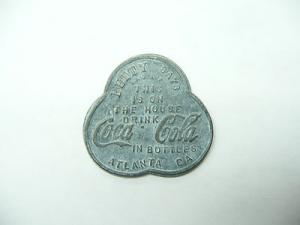 THIS
IS ON
THE HOUSE
DRINK
Coca Cola
IN BOTTLES
ATLANTA GA